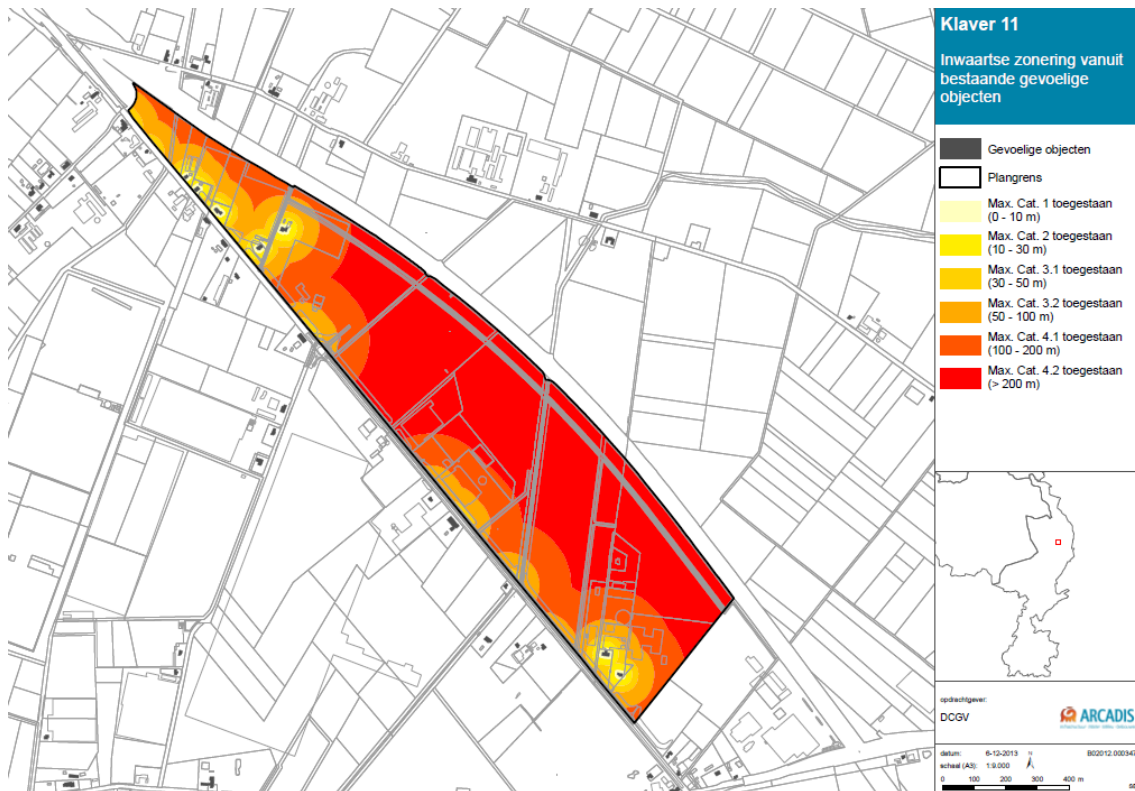 Klaver 11
Inwaartse zonering vanuit
bestaande gevoelige
objecten
Gevoelige objecten
Plangrens
Max. Cat. 1 toegestaan
(0 - 10 m)
Max. Cat. 2 toegestaan
(10 - 30 m)
Max. Cat. 3.1 toegestaan
(30 - 50 m)
Max. Cat. 3.2 toegestaan
(50 - 100 m)
Max. Cat. 4.1 toegestaan
(100 - 200 m)
Max. Cat. 4.2 toegestaan
(> 200 m)
opdrachtgever:
DCGV
ARCADIS
datum: 6-12-2013 N B02012.000347
schaal (A3): 1:9.000
0 100 200 300 400 m